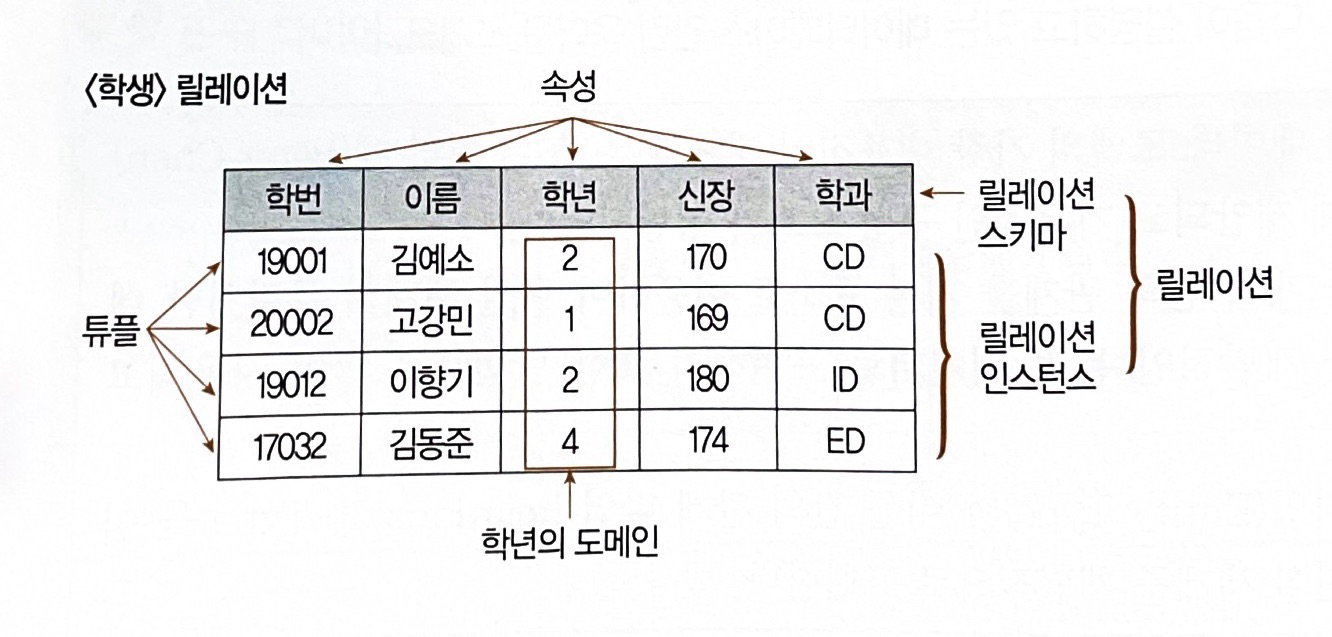 〈학생〉 릴레이션
속성
학번 이름 학년 신장 학과
릴레이션
스키마
19001 김예소 2 170 CD
20002 고강민 1 169 CD
19012 이향기 2 180 ID
17032 김동준 4 174 ED
튜플
릴레이션
인스턴스
릴레이션
학년의 도메인